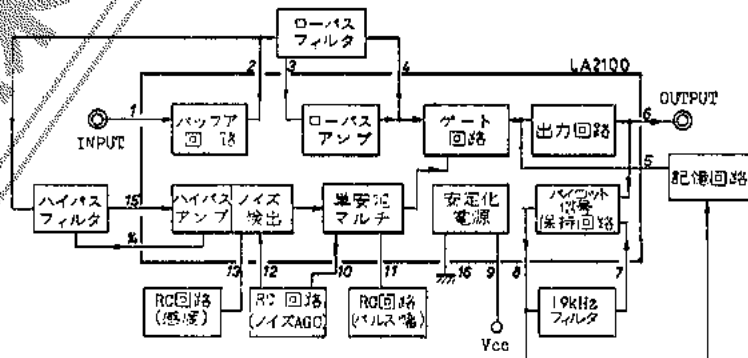 ローパス
フィルタ
LA2100
2
3
4
1
INPUT
バッファ
回路
ローパス
アンプ
ゲート
回路
出力回路
6
OUTPUT
5
記憶回路
ハイパス
フィルタ
15
14
ハイパス
アンプ
ノイズ
検出
単安定
マルチ
安定化
電源
パイロット
信号
保持回路
13
12
10
11
16
9
8
7
RC回路
(感度)
RC回路
(ノイズAGC)
RC回路
(パルス幅)
Vcc
19kHz
フィルタ